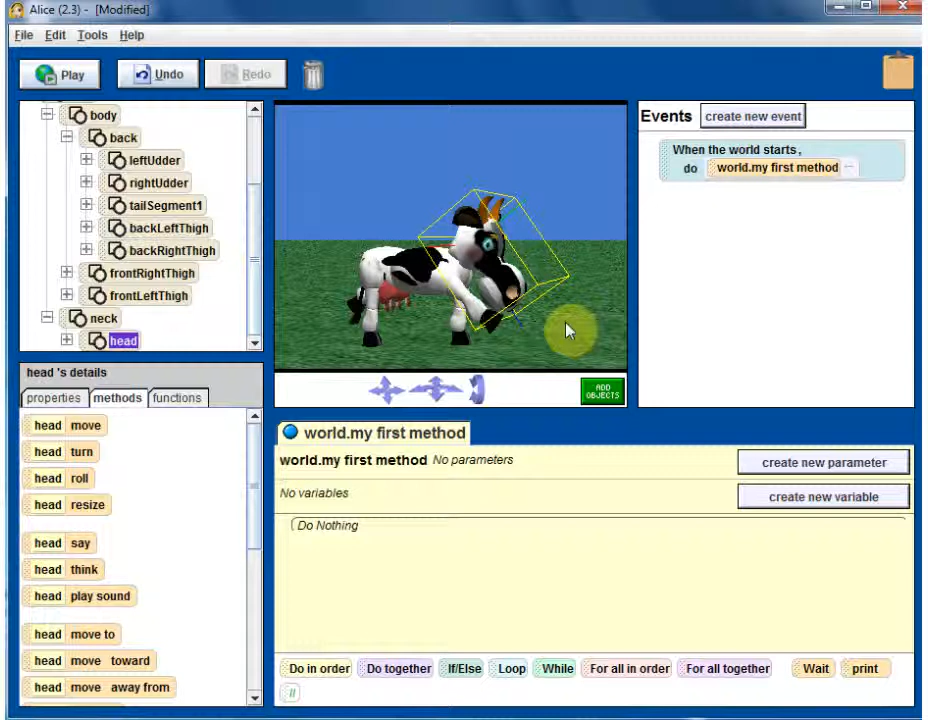 Alice (2.3) - [Modified]
File Edit Tools Help
Play Undo Redo
body
back
leftUdder
rightUdder
tailSegment1
backLeftThigh
backRightThigh
frontRightThigh
frontLeftThigh
neck
head
ADD OBJECTS
Events create new event
When the world starts,
do world.my first method
head 's details
properties methods functions
head move
head turn
head roll
head resize
head say
head think
head play sound
head move to
head move toward
head move away from
world.my first method
world.my first method No parameters
create new parameter
No variables
create new variable
Do Nothing
Do in order Do together If/Else Loop While For all in order For all together Wait print
//